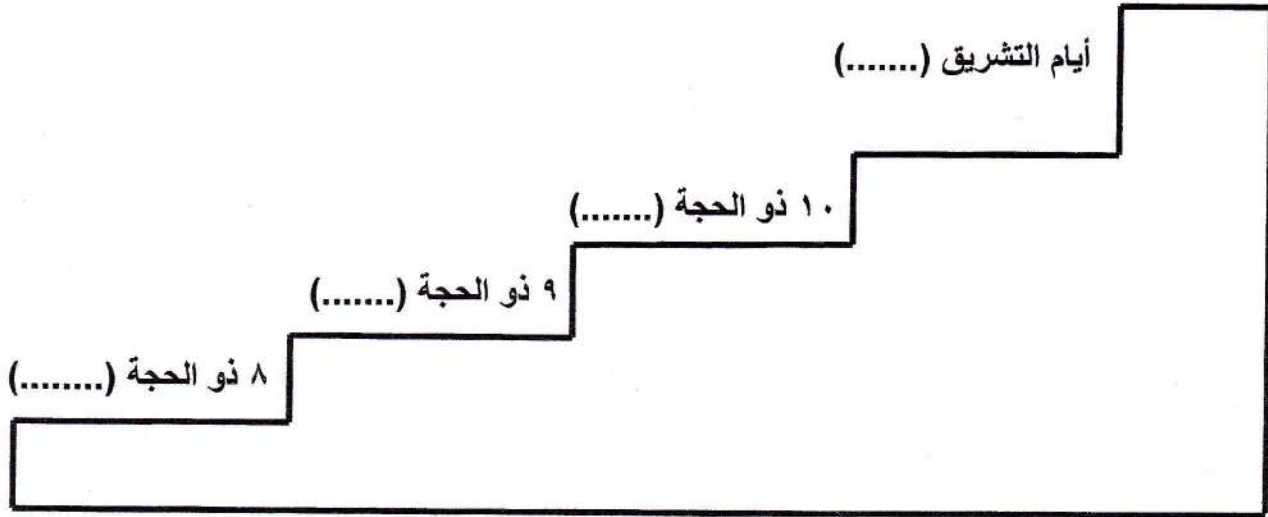 أيام التشريق (.......)
١٠ ذو الحجة (.......)
٩ ذو الحجة (.......)
٨ ذو الحجة (........)